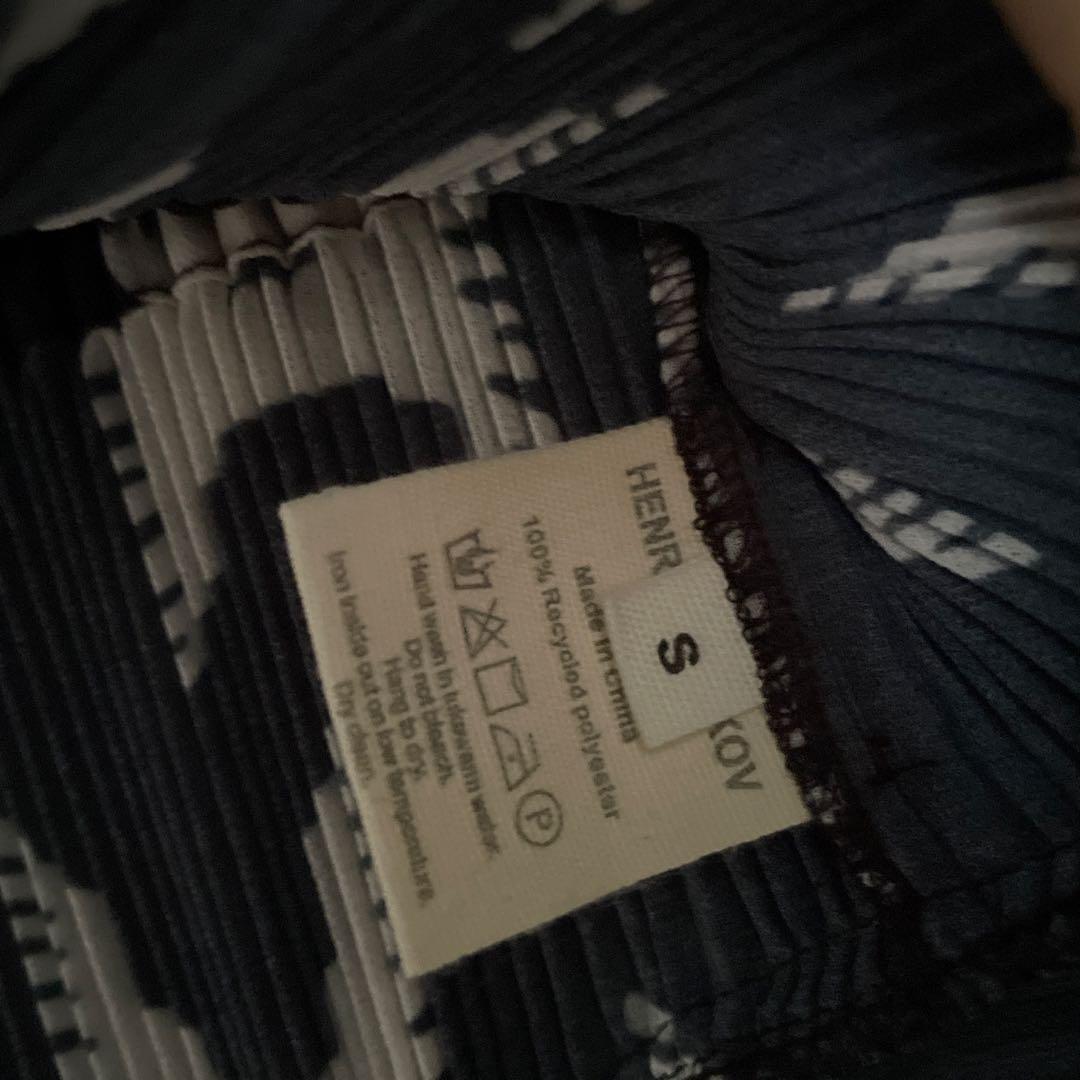 HENR KOV
S
Made in China
100% Recycled polyester
P
Hand wash in lukewarm water.
Do not bleach.
Hang to dry.
Iron inside out on low temperature.
Dry clean.